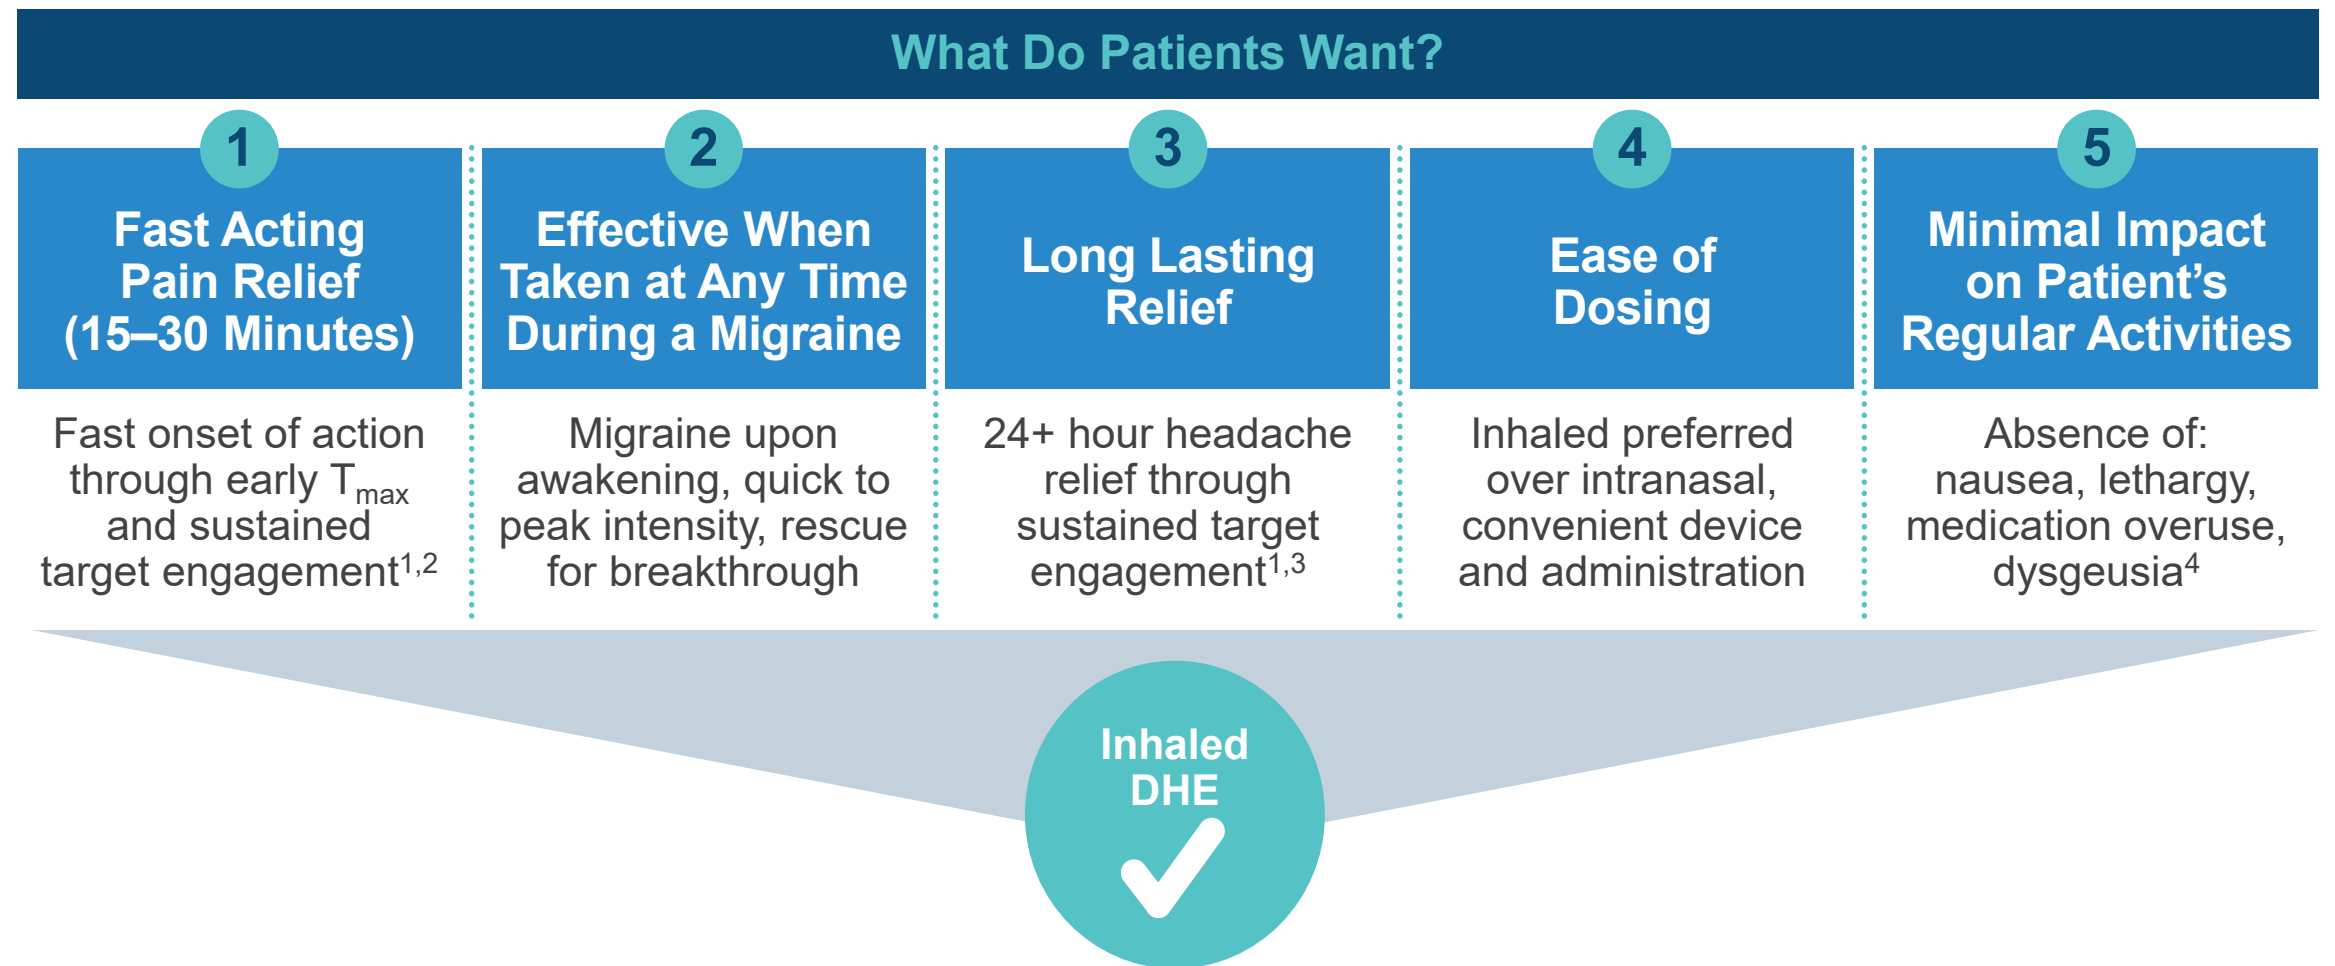 What Do Patients Want?
1
Fast Acting
Pain Relief
(15–30 Minutes)
Fast onset of action
through early Tmax
and sustained
target engagement1,2
2
Effective When
Taken at Any Time
During a Migraine
Migraine upon
awakening, quick to
peak intensity, rescue
for breakthrough
3
Long Lasting
Relief
24+ hour headache
relief through
sustained target
engagement1,3
4
Ease of
Dosing
Inhaled preferred
over intranasal,
convenient device
and administration
5
Minimal Impact
on Patient’s
Regular Activities
Absence of:
nausea, lethargy,
medication overuse,
dysgeusia4
Inhaled
DHE